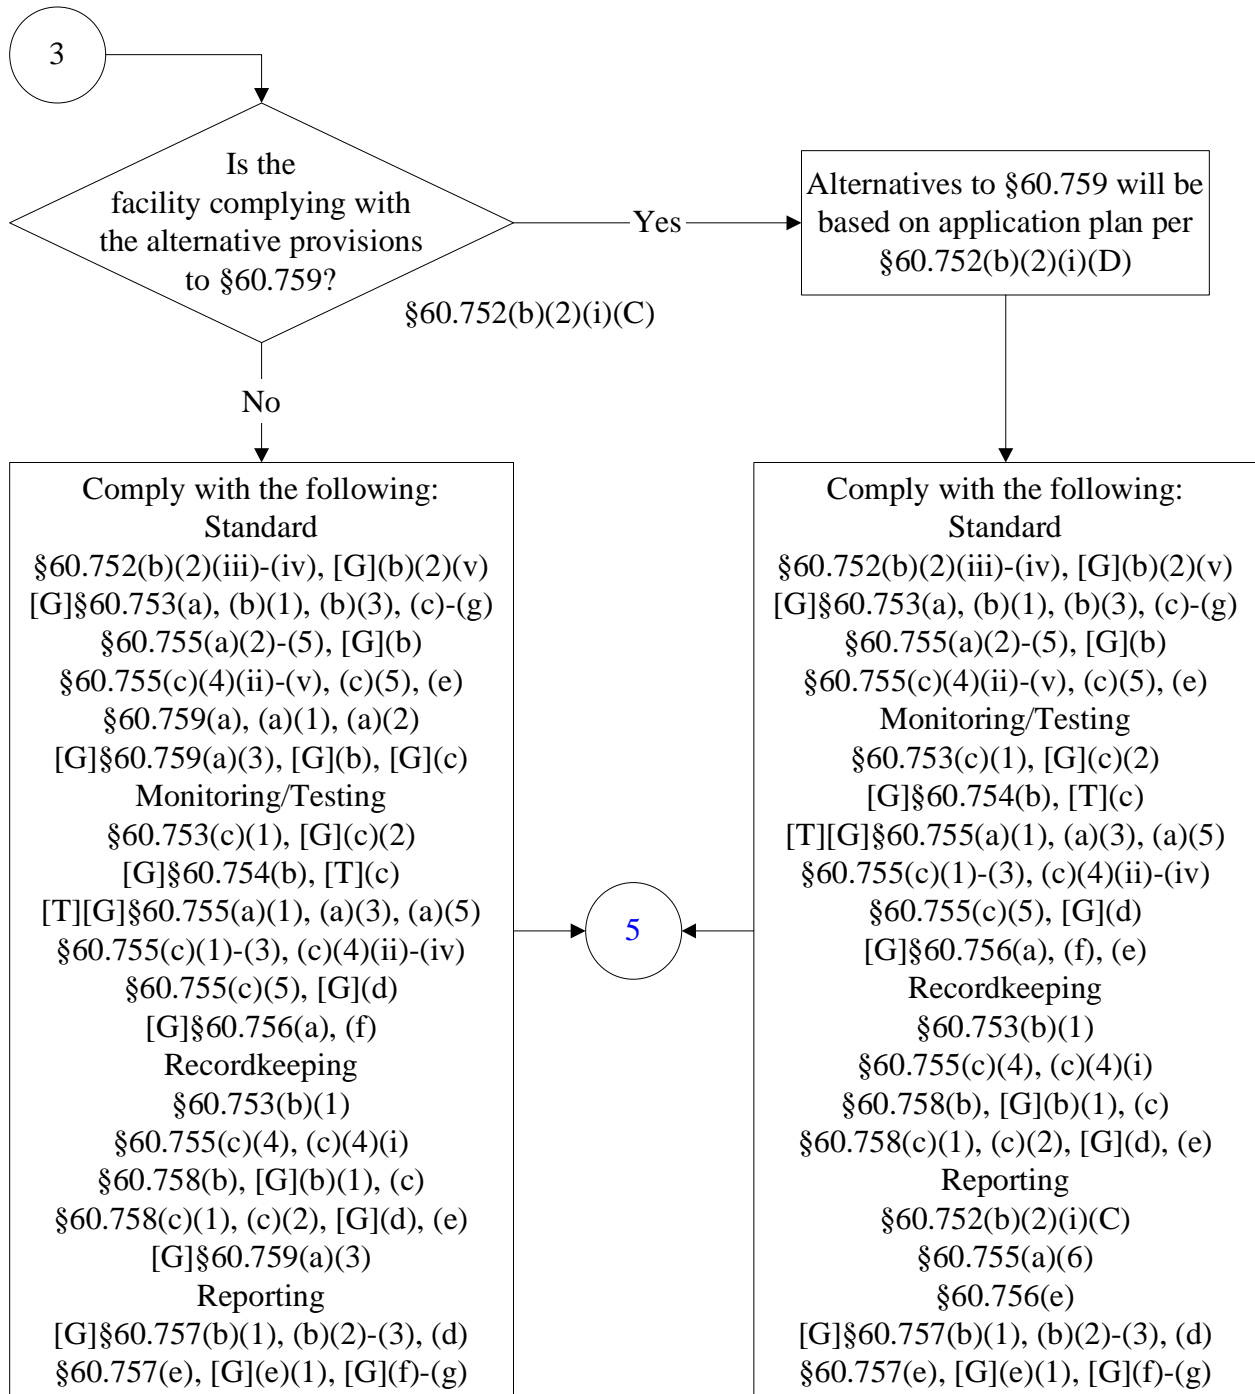 3
Is the
facility complying with
the alternative provisions
to §60.759?
§60.752(b)(2)(i)(C)
Yes
Alternatives to §60.759 will be
based on application plan per
§60.752(b)(2)(i)(D)
No
Comply with the following:
Standard
§60.752(b)(2)(iii)-(iv), [G](b)(2)(v)
[G]§60.753(a), (b)(1), (b)(3), (c)-(g)
§60.755(a)(2)-(5), [G](b)
§60.755(c)(4)(ii)-(v), (c)(5), (e)
§60.759(a), (a)(1), (a)(2)
[G]§60.759(a)(3), [G](b), [G](c)
Monitoring/Testing
§60.753(c)(1), [G](c)(2)
[G]§60.754(b), [T](c)
[T][G]§60.755(a)(1), (a)(3), (a)(5)
§60.755(c)(1)-(3), (c)(4)(ii)-(iv)
§60.755(c)(5), [G](d)
[G]§60.756(a), (f)
Recordkeeping
§60.753(b)(1)
§60.755(c)(4), (c)(4)(i)
§60.758(b), [G](b)(1), (c)
§60.758(c)(1), (c)(2), [G](d), (e)
[G]§60.759(a)(3)
Reporting
[G]§60.757(b)(1), (b)(2)-(3), (d)
§60.757(e), [G](e)(1), [G](f)-(g)
5
Comply with the following:
Standard
§60.752(b)(2)(iii)-(iv), [G](b)(2)(v)
[G]§60.753(a), (b)(1), (b)(3), (c)-(g)
§60.755(a)(2)-(5), [G](b)
§60.755(c)(4)(ii)-(v), (c)(5), (e)
Monitoring/Testing
§60.753(c)(1), [G](c)(2)
[G]§60.754(b), [T](c)
[T][G]§60.755(a)(1), (a)(3), (a)(5)
§60.755(c)(1)-(3), (c)(4)(ii)-(iv)
§60.755(c)(5), [G](d)
[G]§60.756(a), (f), (e)
Recordkeeping
§60.753(b)(1)
§60.755(c)(4), (c)(4)(i)
§60.758(b), [G](b)(1), (c)
§60.758(c)(1), (c)(2), [G](d), (e)
Reporting
§60.752(b)(2)(i)(C)
§60.755(a)(6)
§60.756(e)
[G]§60.757(b)(1), (b)(2)-(3), (d)
§60.757(e), [G](e)(1), [G](f)-(g)